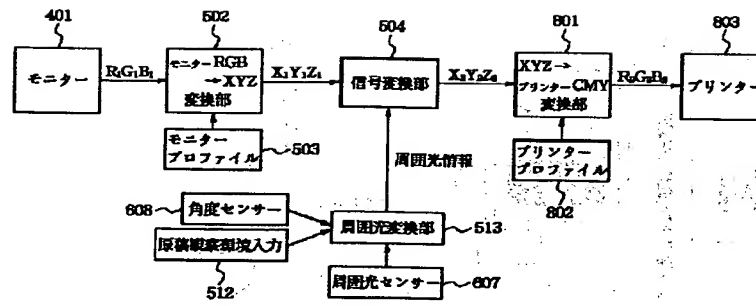 401
モニター
R₁G₁B₁
502
モニターRGB
→XYZ
変換部
X₁Y₁Z₁
モニター
プロファイル
503
504
信号変換部
周囲光情報
801
XYZ→
プリンターCMY
変換部
プリンター
プロファイル
802
803
プリンター
608
角度センサー
原稿観察環境入力
512
周囲光変換部
513
周囲光センサー
607